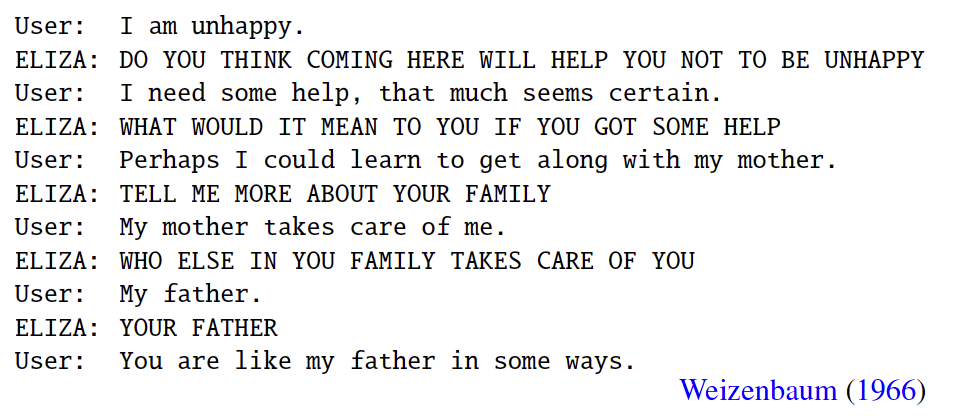 User: I am unhappy.
ELIZA: DO YOU THINK COMING HERE WILL HELP YOU NOT TO BE UNHAPPY
User: I need some help, that much seems certain.
ELIZA: WHAT WOULD IT MEAN TO YOU IF YOU GOT SOME HELP
User: Perhaps I could learn to get along with my mother.
ELIZA: TELL ME MORE ABOUT YOUR FAMILY
User: My mother takes care of me.
ELIZA: WHO ELSE IN YOU FAMILY TAKES CARE OF YOU
User: My father.
ELIZA: YOUR FATHER
User: You are like my father in some ways.
Weizenbaum (1966)